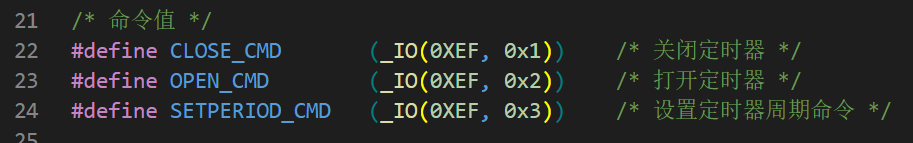 21 /* 命令值 */
22 #define CLOSE_CMD (_IO(0XEF, 0x1)) /* 关闭定时器 */
23 #define OPEN_CMD (_IO(0XEF, 0x2)) /* 打开定时器 */
24 #define SETPERIOD_CMD (_IO(0XEF, 0x3)) /* 设置定时器周期命令 */
25